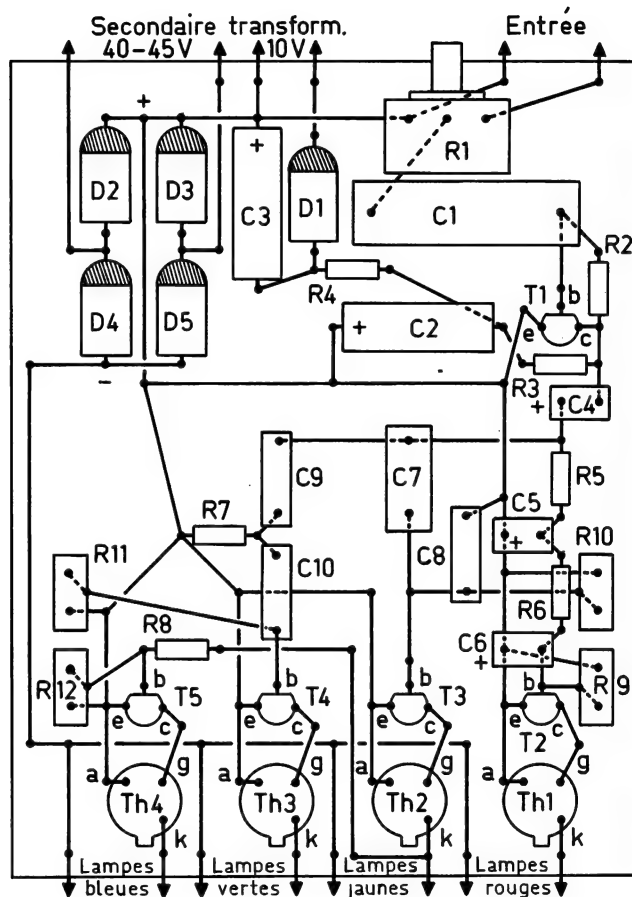 Secondaire transform.
40-45V 10V Entrée
+
D2 D3 C3 + D1 R1
C1
R2
D4 D5 R4 T1 b
+ C2 e c
− R3
+ C4
C9 C7 R5
R7 C5
+ R10
R11 C10 C8
R6
R8 C6
+
R12 b T5 b T4 b T3 b R9
e c e c e c e c T2
a g a g a g a g
Th4 Th3 Th2 Th1
k k k k
Lampes Lampes Lampes Lampes
bleues vertes jaunes rouges